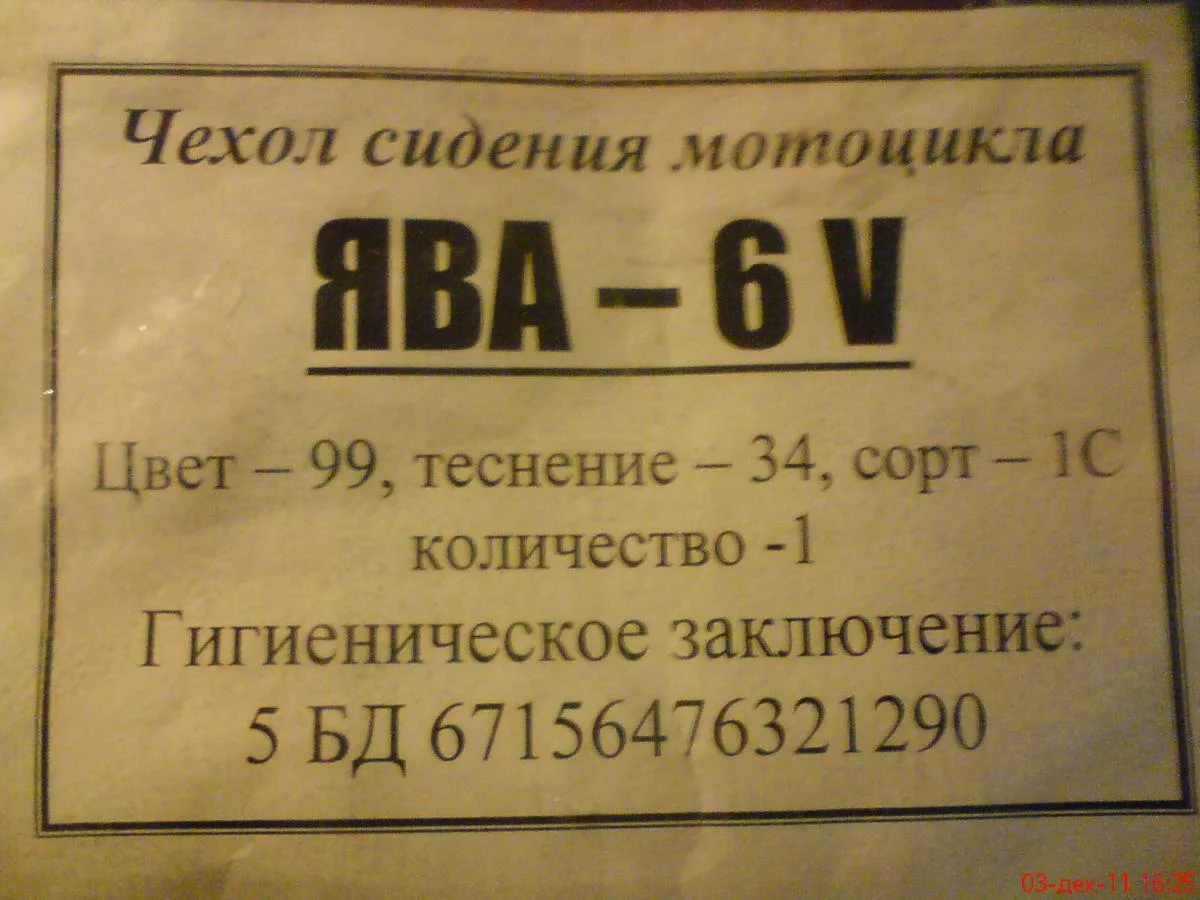 Чехол сидения мотоцикла
ЯВА – 6 V
Цвет – 99, теснение – 34, сорт – 1С
количество -1
Гигиеническое заключение:
5 БД 67156476321290
03-дек-11 16:25